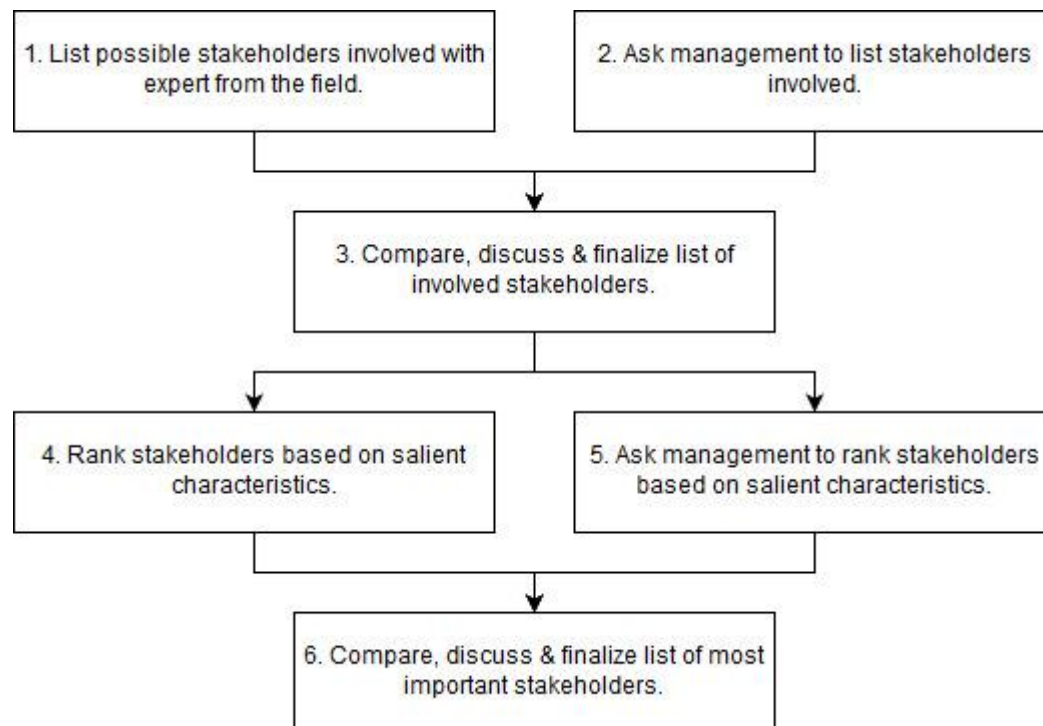 1. List possible stakeholders involved with
expert from the field.
2. Ask management to list stakeholders
involved.
3. Compare, discuss & finalize list of
involved stakeholders.
4. Rank stakeholders based on salient
characteristics.
5. Ask management to rank stakeholders
based on salient characteristics.
6. Compare, discuss & finalize list of most
important stakeholders.